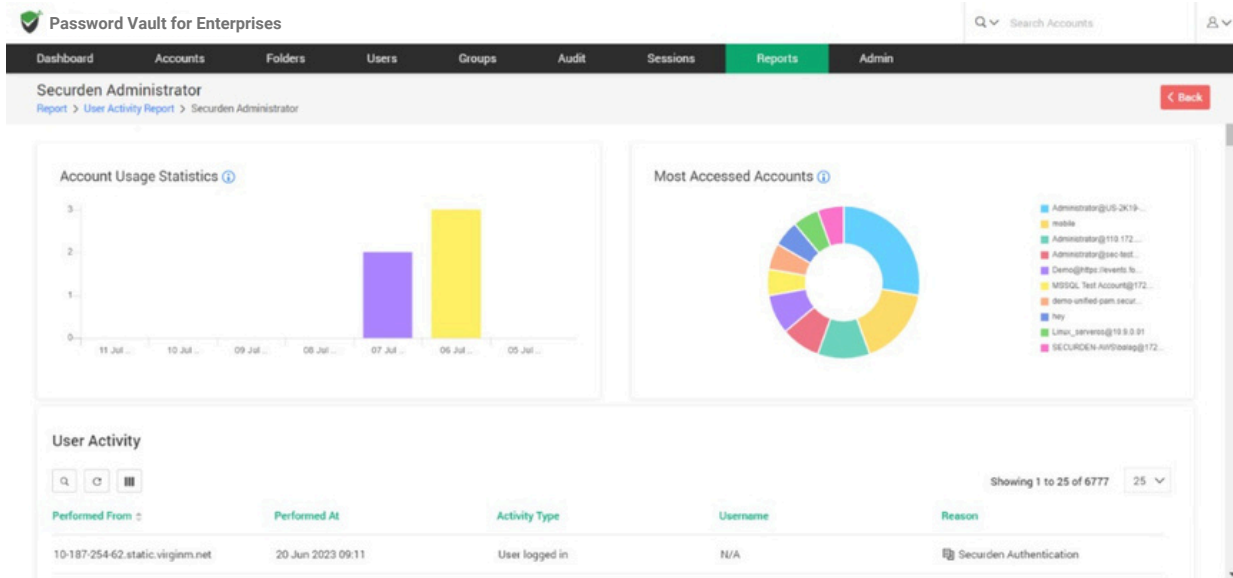 Password Vault for Enterprises
Search Accounts
Dashboard Accounts Folders Users Groups Audit Sessions Reports Admin
Securden Administrator
Report > User Activity Report > Securden Administrator
< Back
Account Usage Statistics
3
2
1
0
11 Jul ... 10 Jul ... 09 Jul ... 08 Jul ... 07 Jul ... 06 Jul ... 05 Jul ...
Most Accessed Accounts
Administrator@US-2K19-...
mobile
Administrator@110.172....
Administrator@sec-test...
Demo@https://events.fo...
MSSQL Test Account@172...
demo-unified-pam.secur...
hey
Linux_serverss@10.9.0.91
SECURDEN-AWS\balag@172...
User Activity
Showing 1 to 25 of 6777 25
Performed From Performed At Activity Type Username Reason
10-187-254-62.static.virginm.net 20 Jun 2023 09:11 User logged in N/A Securden Authentication